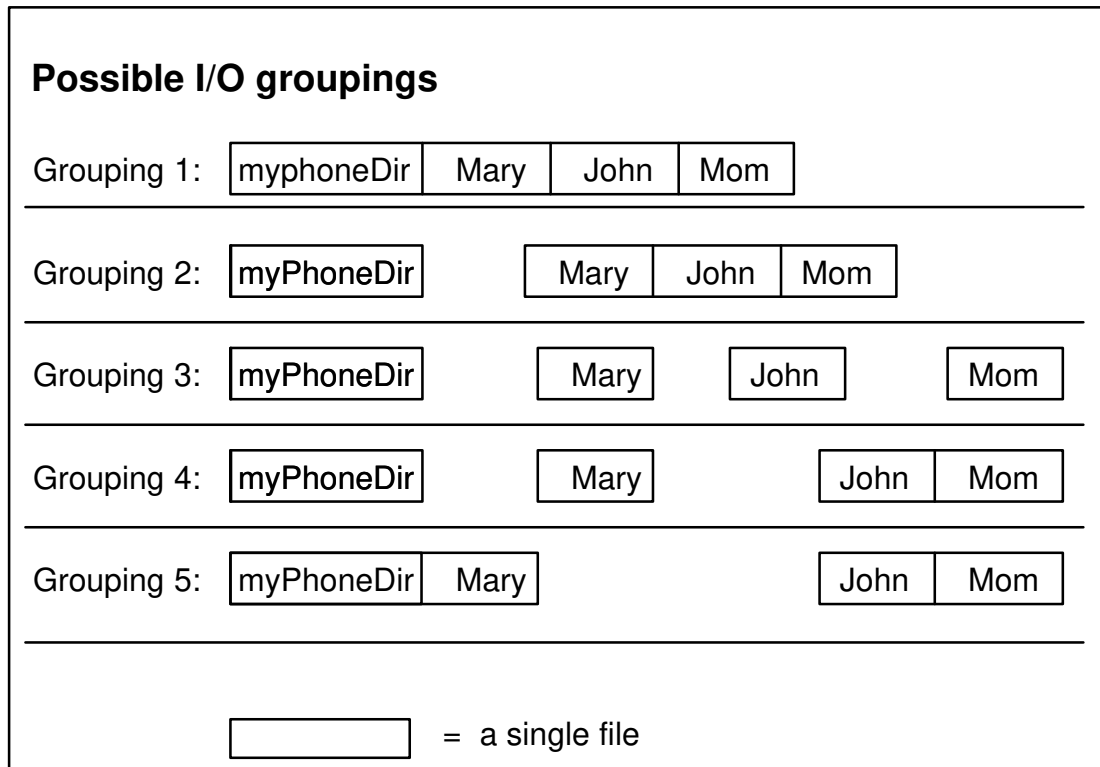 Possible I/O groupings
Grouping 1: myphoneDir Mary John Mom
Grouping 2: myPhoneDir Mary John Mom
Grouping 3: myPhoneDir Mary John Mom
Grouping 4: myPhoneDir Mary John Mom
Grouping 5: myPhoneDir Mary John Mom
= a single file